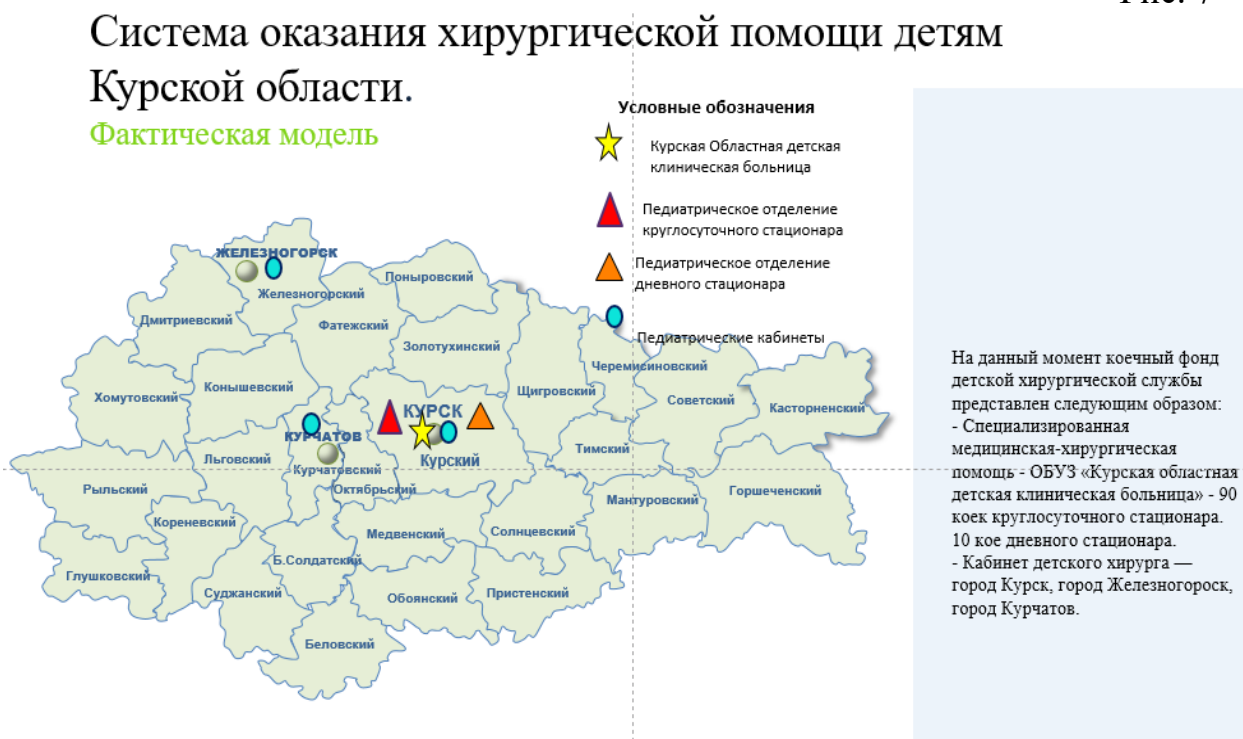 Рис. 7
Система оказания хирургической помощи детям
Курской области.
Фактическая модель
Условные обозначения
Курская Областная детская
клиническая больница
Педиатрическое отделение
круглосуточного стационара
Педиатрическое отделение
дневного стационара
Педиатрические кабинеты
ЖЕЛЕЗНОГОРСК
Железногорский
Поныровский
Дмитриевский
Фатежский
Золотухинский
Черемисиновский
Хомутовский
Конышевский
Щигровский
Советский
Касторненский
КУРСК
КУРЧАТОВ
Льговский
Курчатовский
Курский
Тимский
Рыльский
Октябрьский
Мантуровский
Горшеченский
Кореневский
Медвенский
Солнцевский
Глушковский
Б.Солдатский
Суджанский
Обоянский
Пристенский
Беловский
На данный момент коечный фонд
детской хирургической службы
представлен следующим образом:
- Специализированная
медицинская-хирургическая
помощь - ОБУЗ «Курская областная
детская клиническая больница» - 90
коек круглосуточного стационара.
10 кое дневного стационара.
- Кабинет детского хирурга —
город Курск, город Железногороск,
город Курчатов.